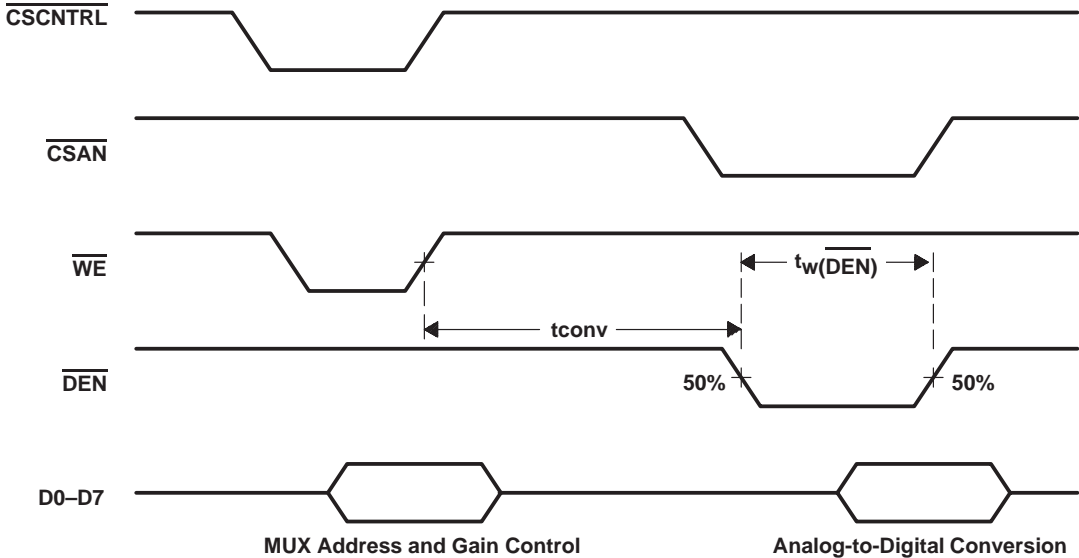 CSCNTRL
CSAN
WE
tw(DEN)
tconv
DEN
50%
50%
D0–D7
MUX Address and Gain Control
Analog-to-Digital Conversion